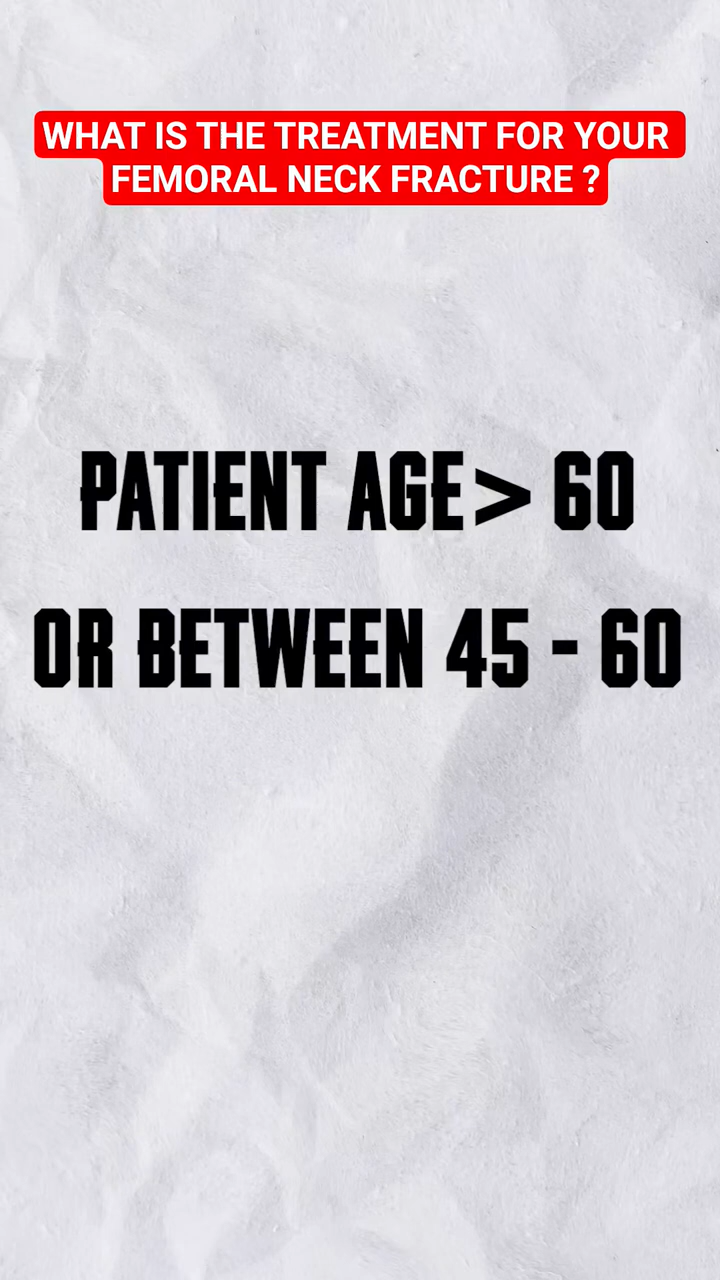 WHAT IS THE TREATMENT FOR YOUR
FEMORAL NECK FRACTURE ?
PATIENT AGE> 60
OR BETWEEN 45 - 60